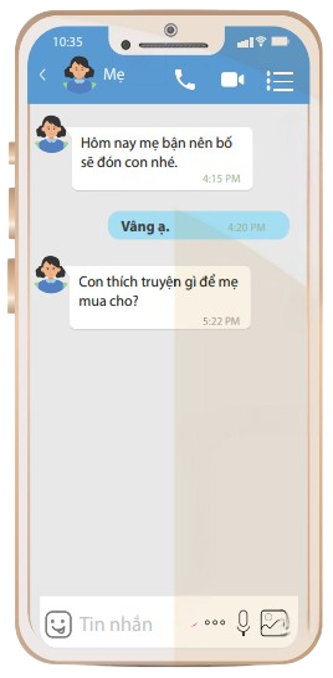 10:35
Mẹ
Hôm nay mẹ bận nên bố
sẽ đón con nhé.
4:15 PM
Vâng ạ.
4:20 PM
Con thích truyện gì để mẹ
mua cho?
5:22 PM
Tin nhắn